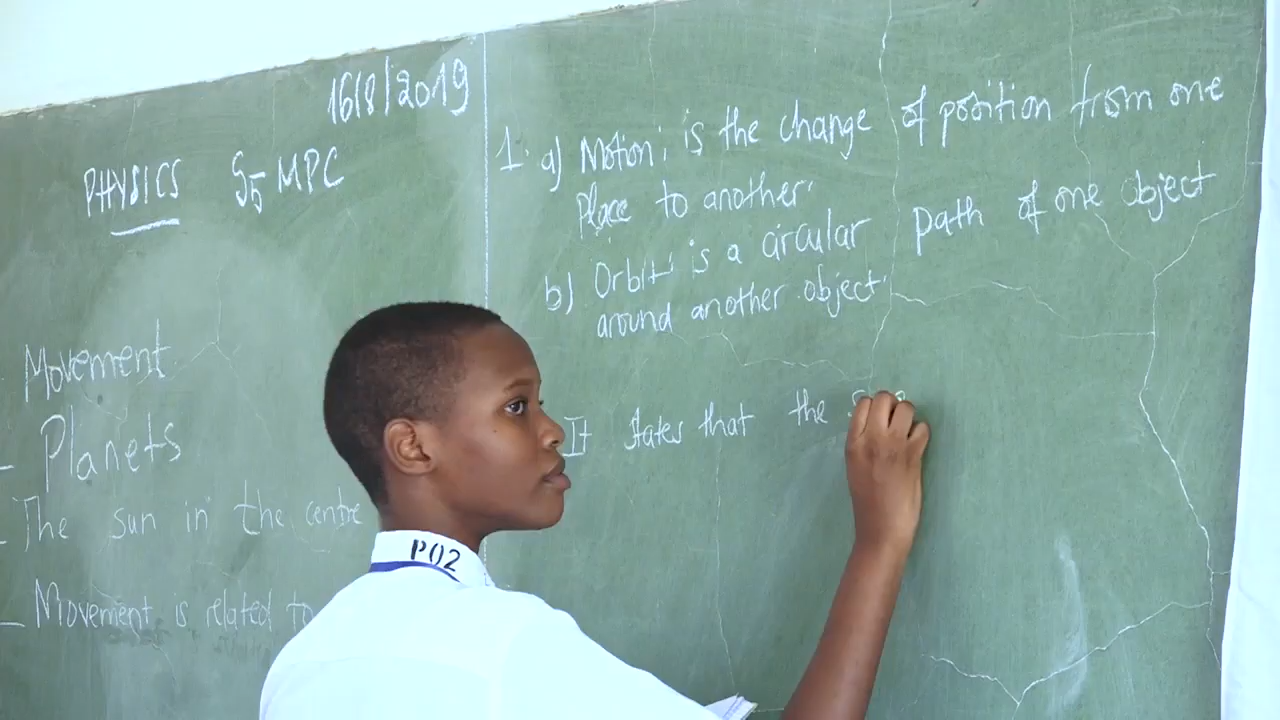 16/8/2019
PHYSICS S5 MPC
Movement
- Planets
- The sun in the centre
- Movement is related to
1. a) Motion: is the change of position from one
Place to another.
b) Orbit: is a circular path of one object
around another object.
It states that the
P02